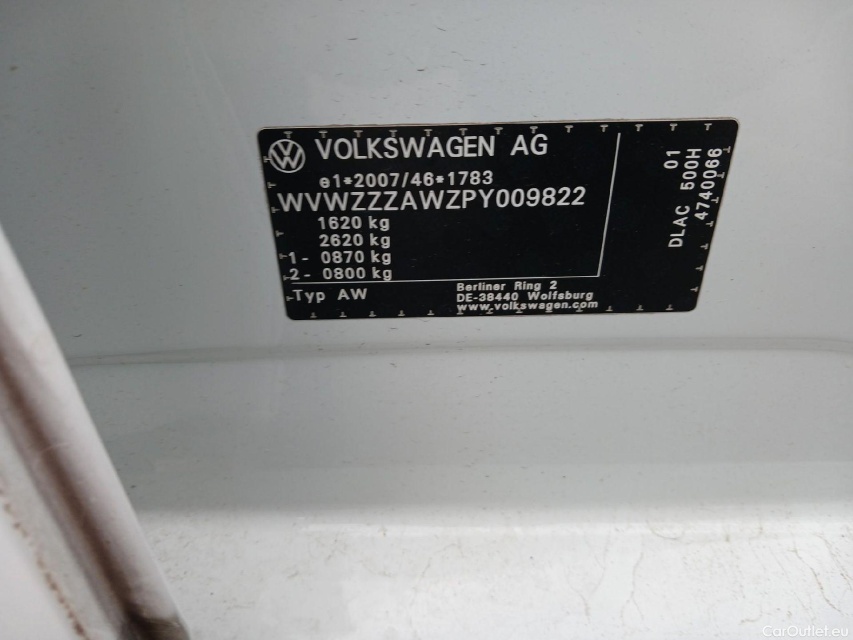 VOLKSWAGEN AG
e1*2007/46*1783
WVWZZZAWZPY009822
1620 kg
2620 kg
1- 0870 kg
2- 0800 kg
Typ AW
Berliner Ring 2
DE-38440 Wolfsburg
www.volkswagen.com
01
DLAC 500H
4740066
CarOutlet.eu